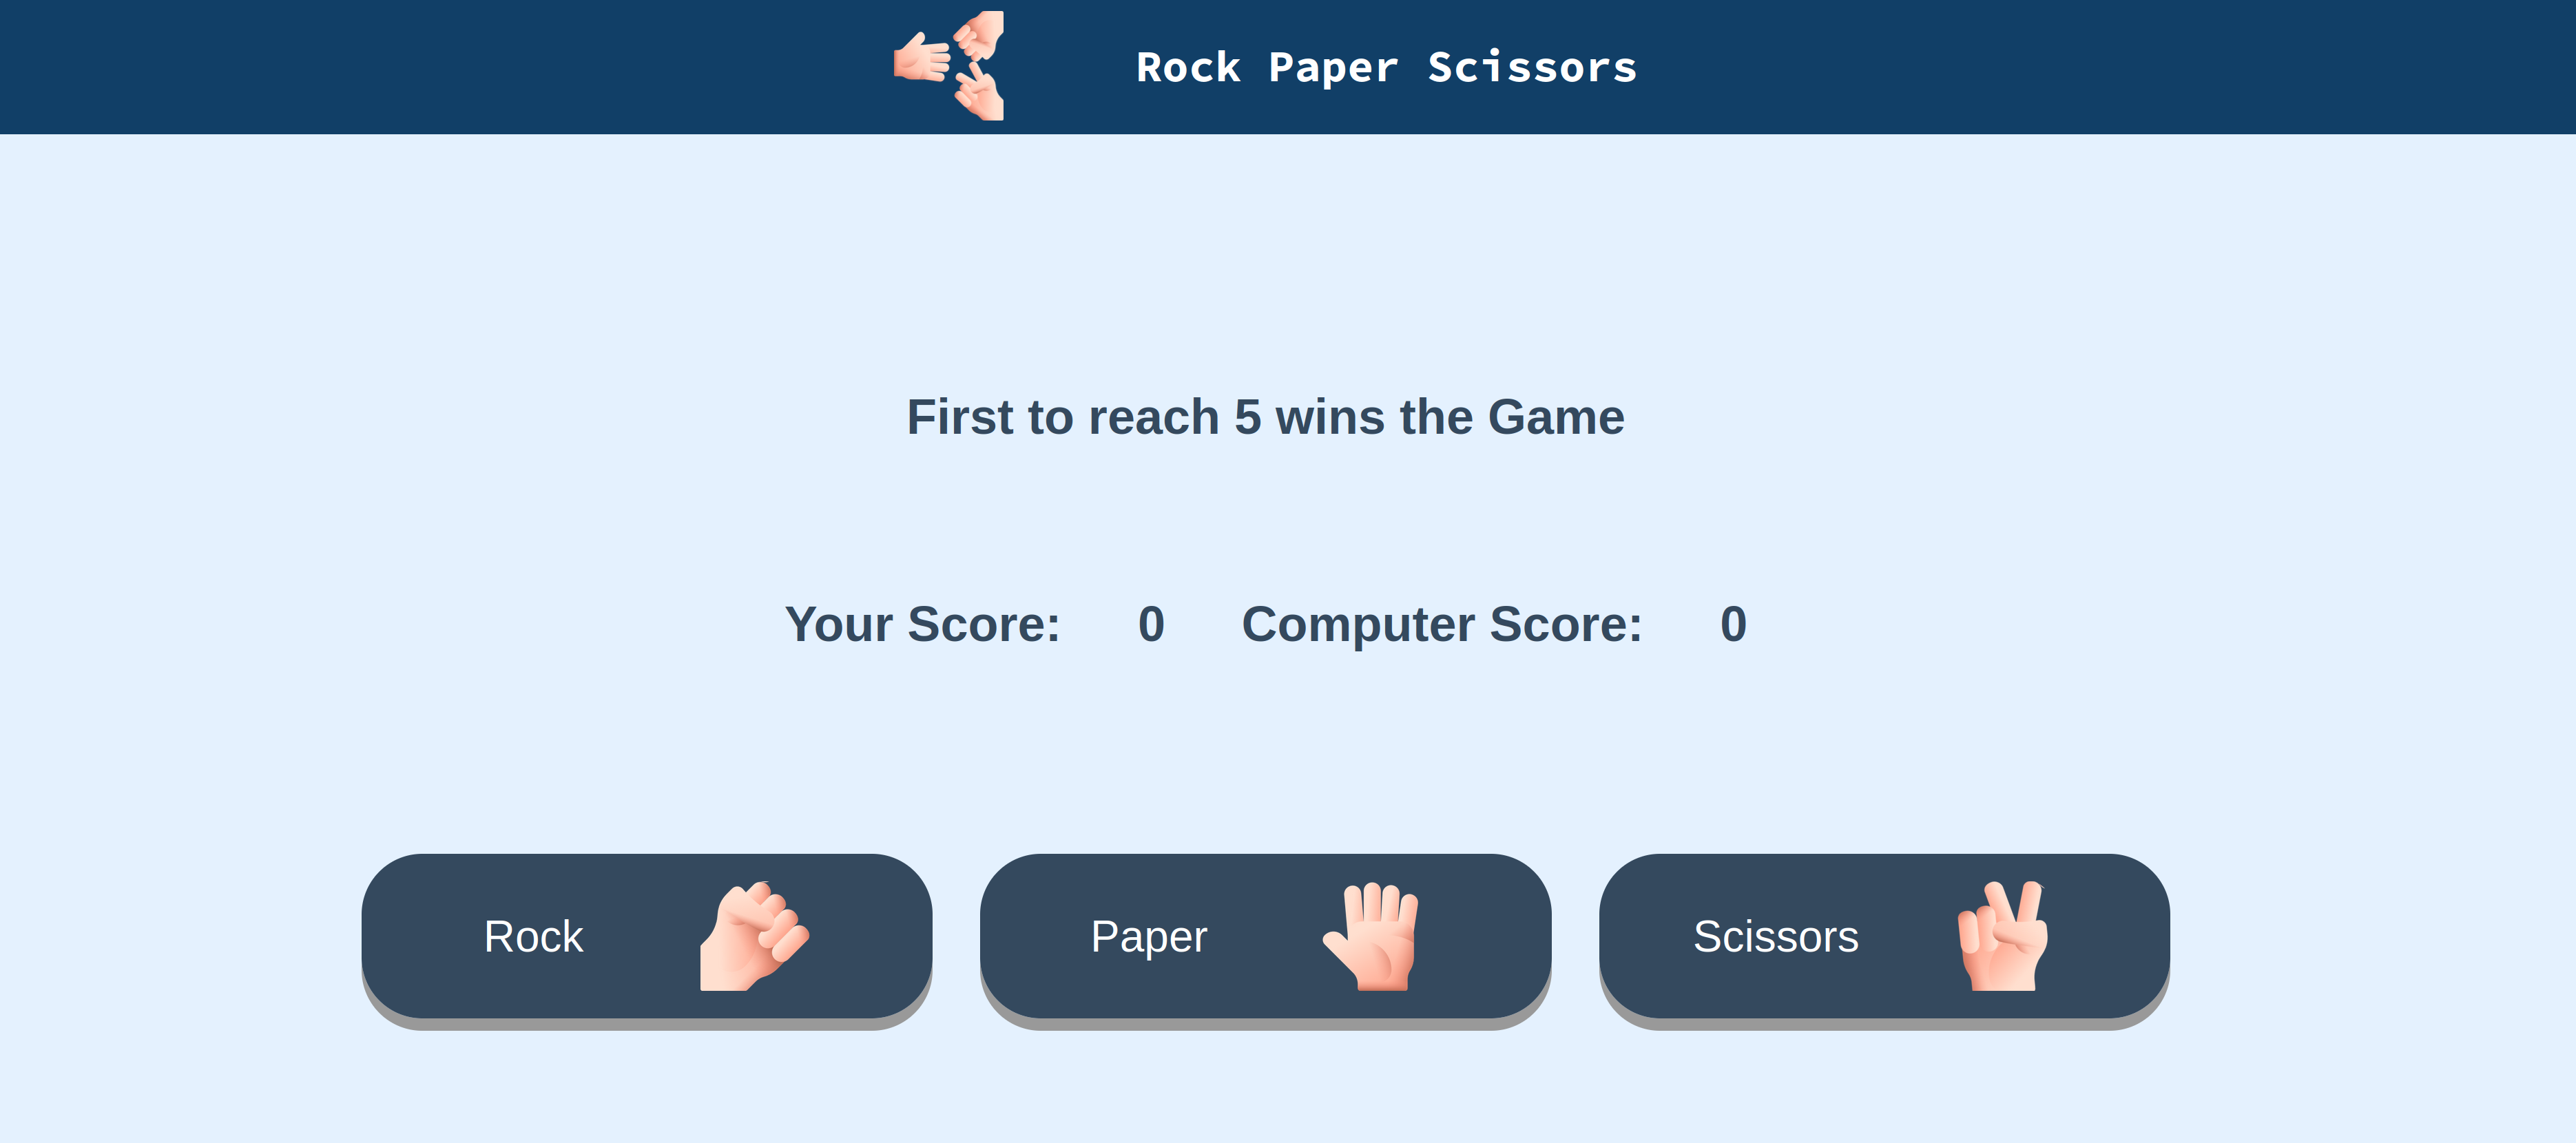 Rock Paper Scissors
First to reach 5 wins the Game
Your Score: 0 Computer Score: 0
Rock
Paper
Scissors